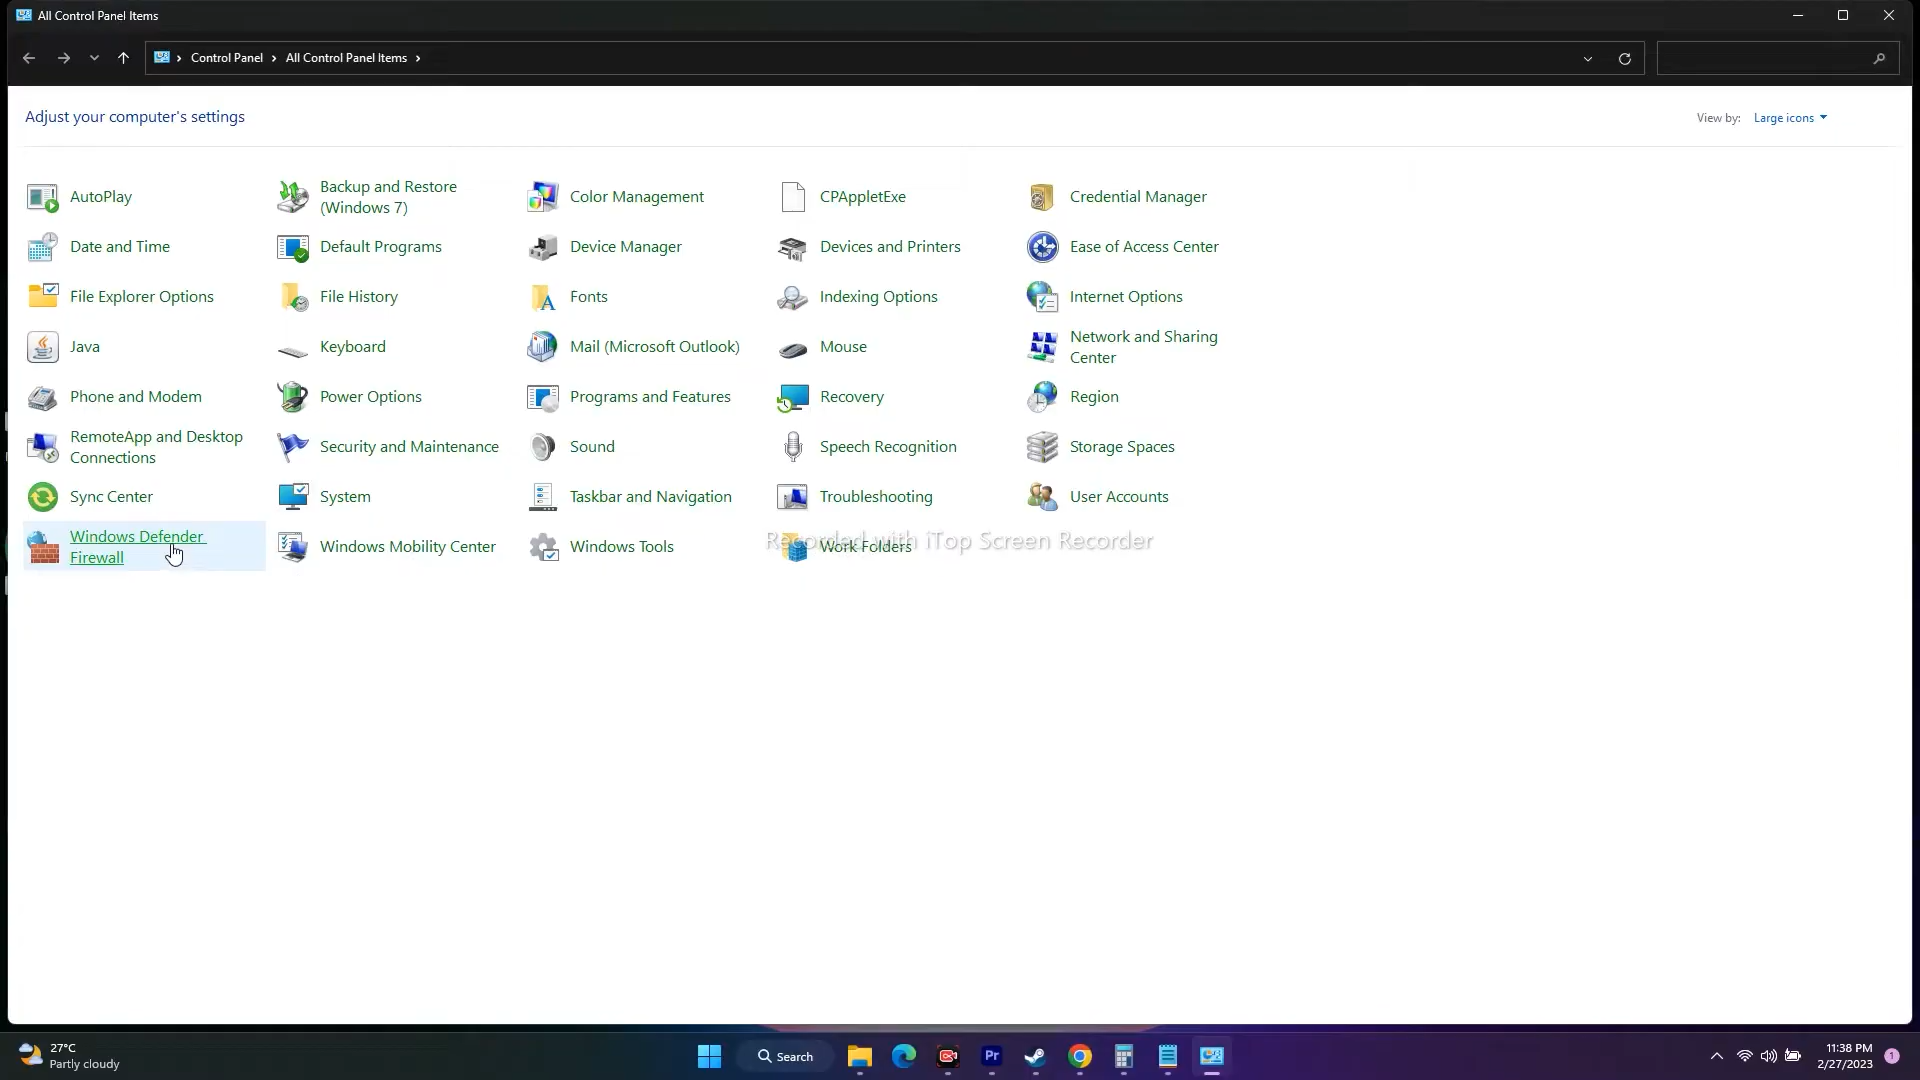 All Control Panel Items
Control Panel > All Control Panel Items >
Adjust your computer's settings
View by: Large icons
AutoPlay
Backup and Restore
(Windows 7)
Color Management
CPAppletExe
Credential Manager
Date and Time
Default Programs
Device Manager
Devices and Printers
Ease of Access Center
File Explorer Options
File History
Fonts
Indexing Options
Internet Options
Java
Keyboard
Mail (Microsoft Outlook)
Mouse
Network and Sharing
Center
Phone and Modem
Power Options
Programs and Features
Recovery
Region
RemoteApp and Desktop
Connections
Security and Maintenance
Sound
Speech Recognition
Storage Spaces
Sync Center
System
Taskbar and Navigation
Troubleshooting
User Accounts
Windows Defender
Firewall
Windows Mobility Center
Windows Tools
Work Folders
Recorded with iTop Screen Recorder
27°C
Partly cloudy
Search
Pr
11:38 PM
2/27/2023
1